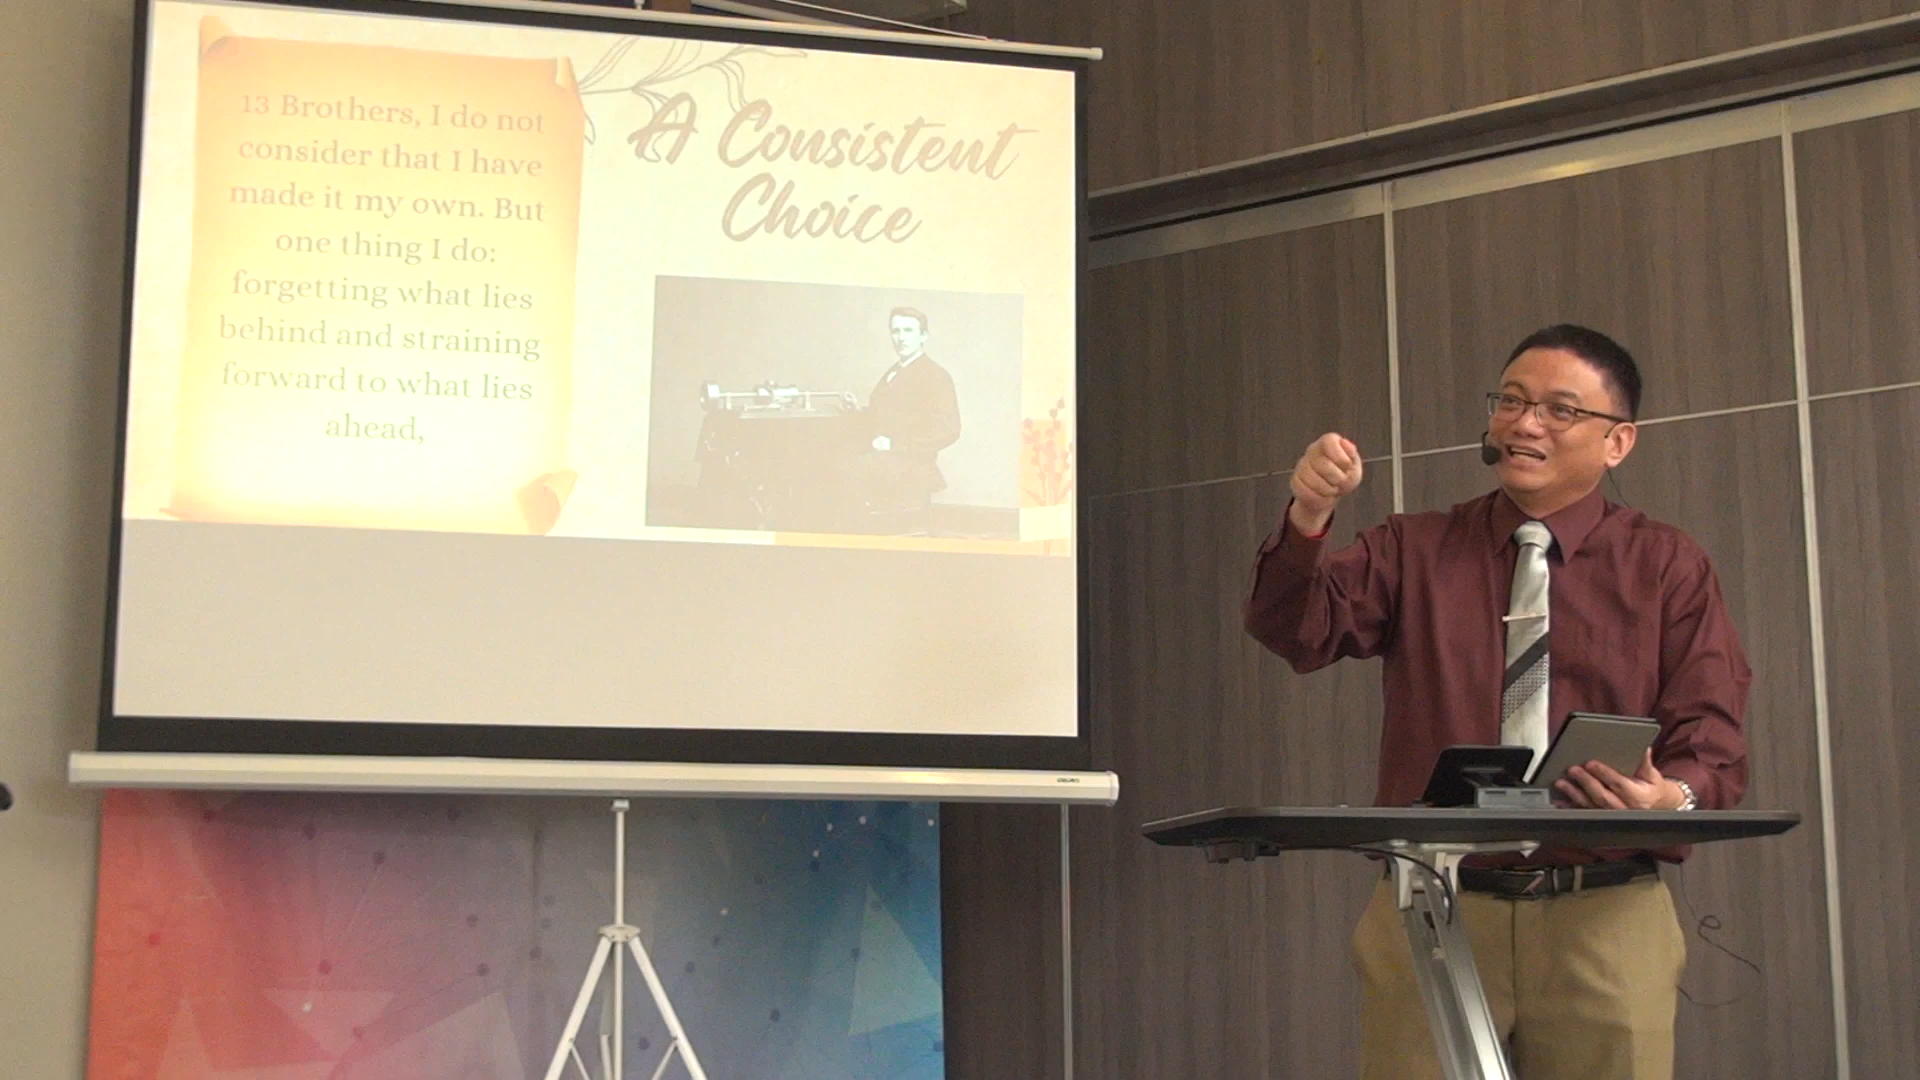 13 Brothers, I do not
consider that I have
made it my own. But
one thing I do:
forgetting what lies
behind and straining
forward to what lies
ahead,
A Consistent
Choice